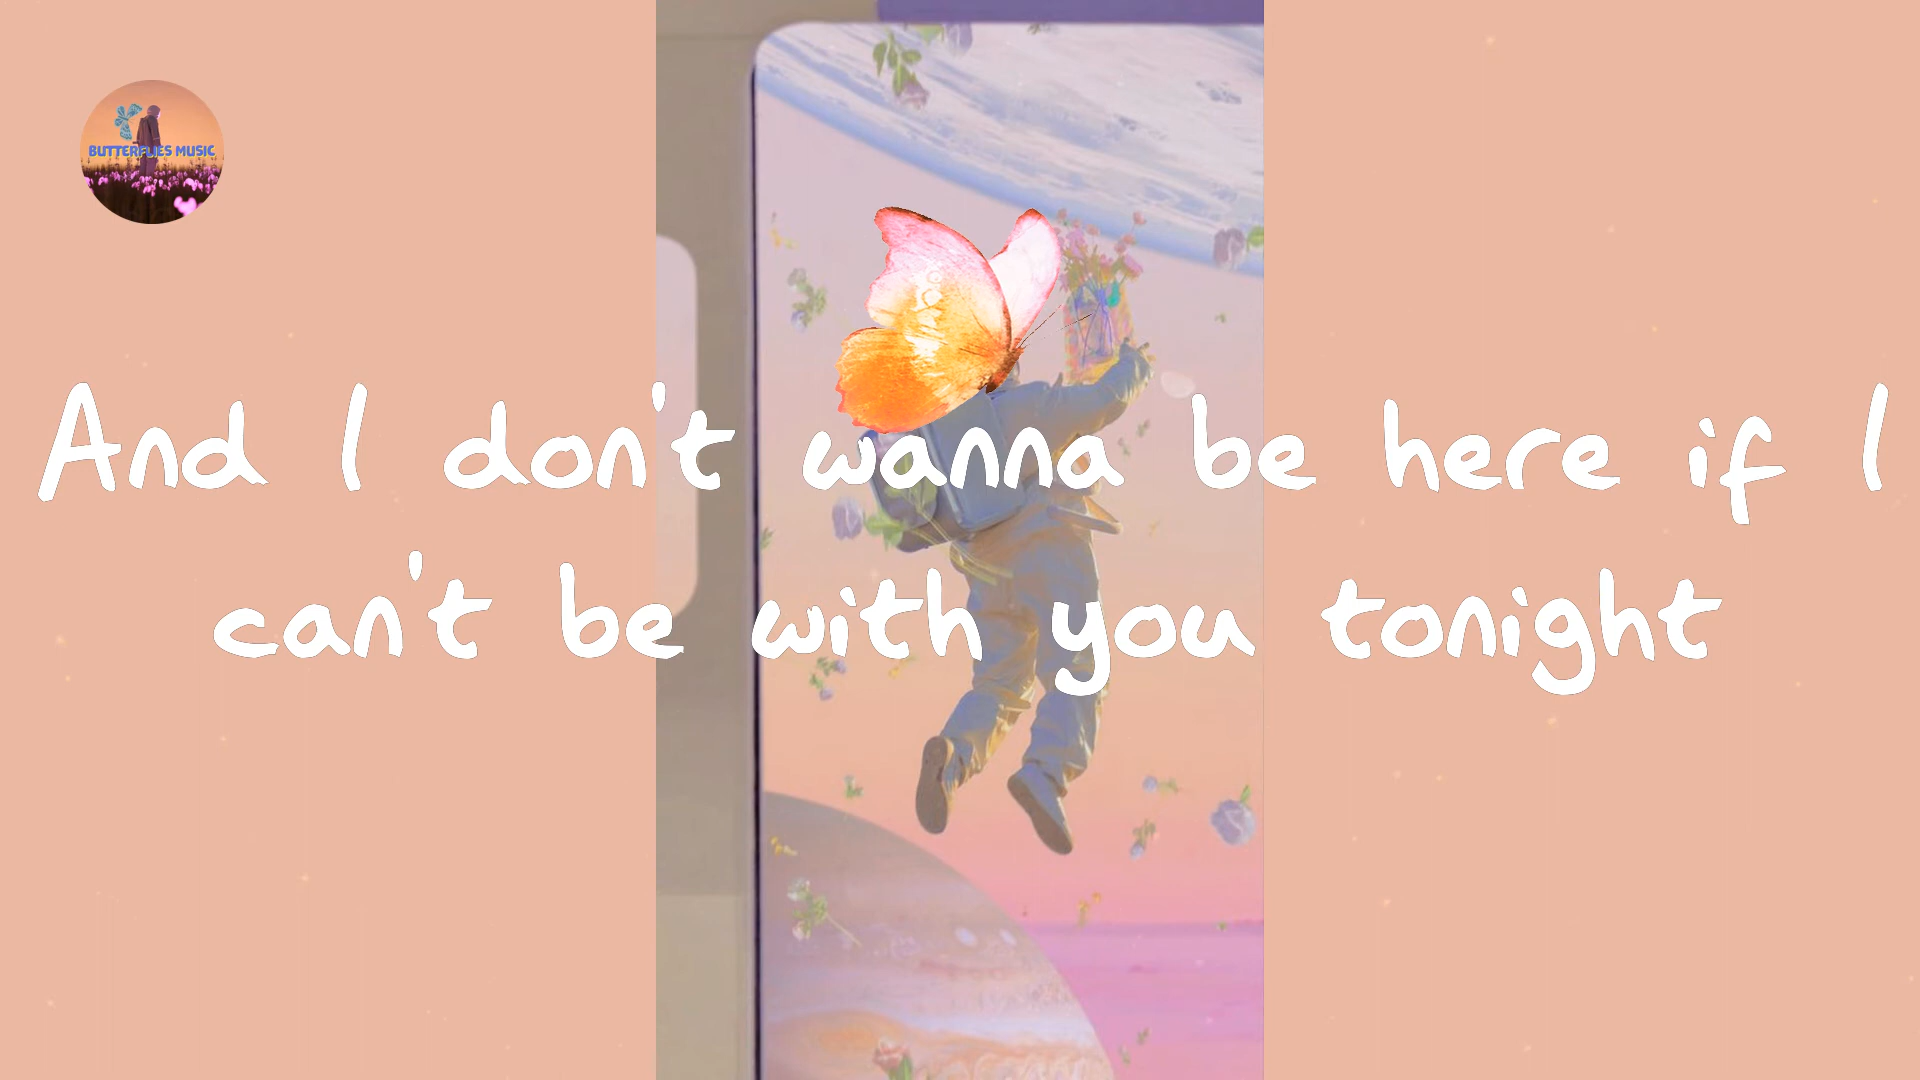 BUTTERFLIES MUSIC
And I don't wanna be here if I
can't be with you tonight